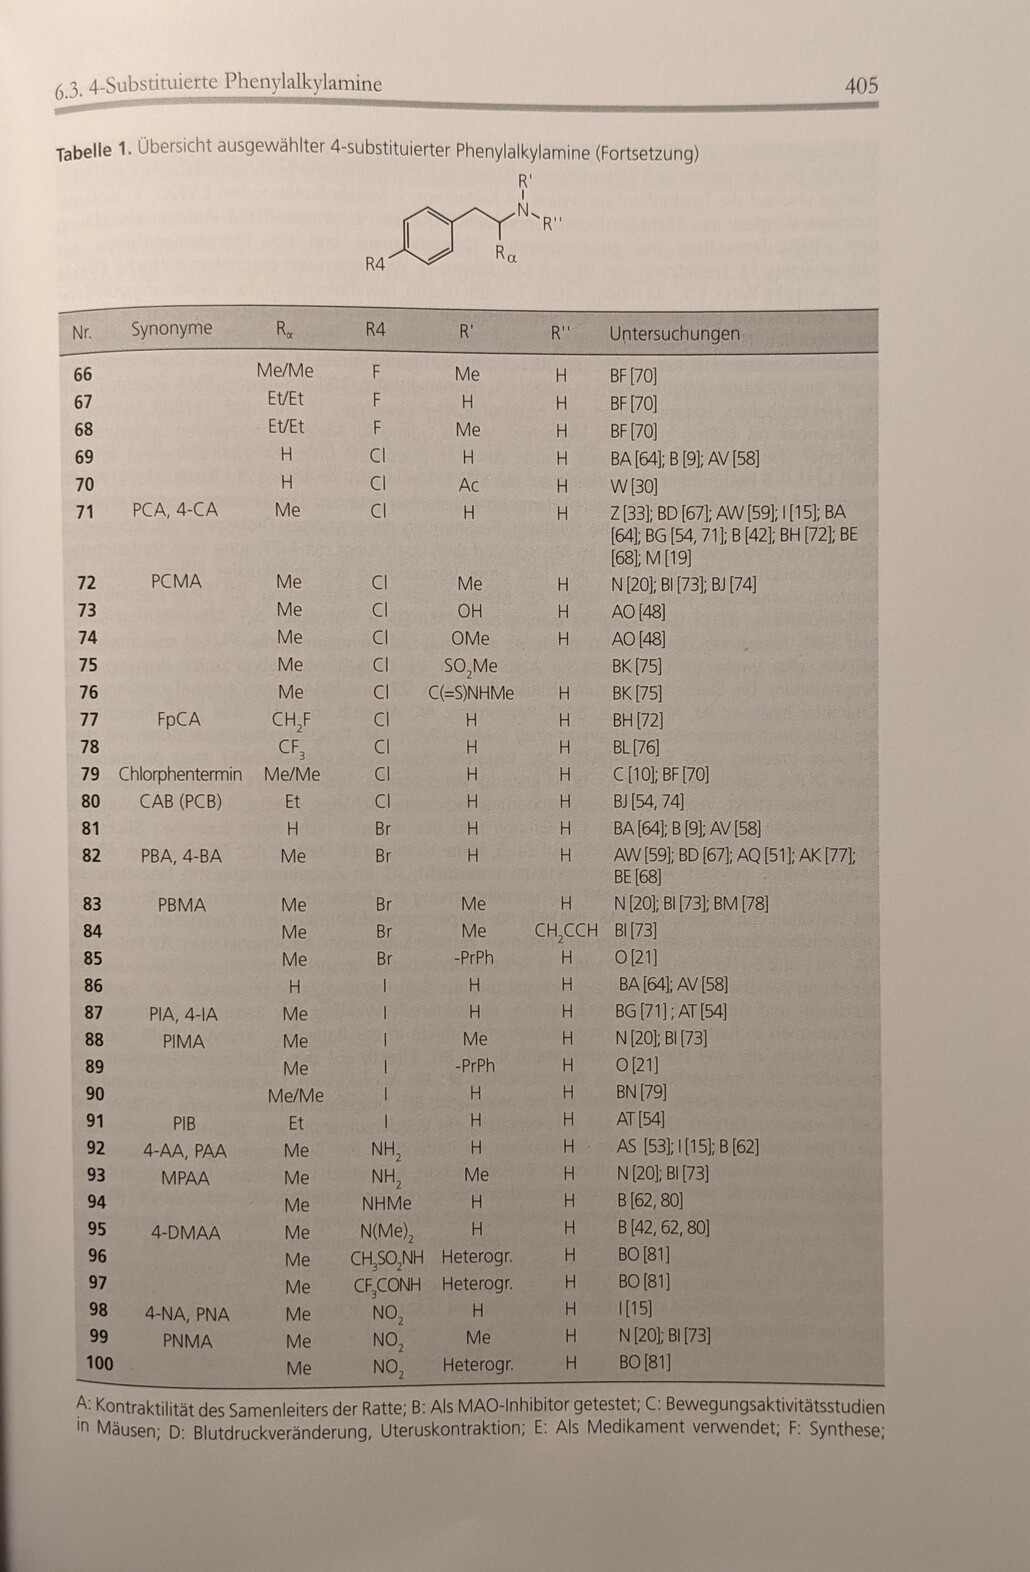 6.3. 4-Substituierte Phenylalkylamine 405
Tabelle 1. Übersicht ausgewählter 4-substituierter Phenylalkylamine (Fortsetzung)
R'
N
R''
Rα
R4
Nr. Synonyme Rα R4 R' R'' Untersuchungen
66 Me/Me F Me H BF [70]
67 Et/Et F H H BF [70]
68 Et/Et F Me H BF [70]
69 H Cl H H BA [64]; B [9]; AV [58]
70 H Cl Ac H W [30]
71 PCA, 4-CA Me Cl H H Z [33]; BD [67]; AW [59]; I [15]; BA
[64]; BG [54, 71]; B [42]; BH [72]; BE
[68]; M [19]
72 PCMA Me Cl Me H N [20]; BI [73]; BJ [74]
73 Me Cl OH H AO [48]
74 Me Cl OMe H AO [48]
75 Me Cl SO₂Me BK [75]
76 Me Cl C(=S)NHMe H BK [75]
77 FpCA CH₂F Cl H H BH [72]
78 CF₃ Cl H H BL [76]
79 Chlorphentermin Me/Me Cl H H C [10]; BF [70]
80 CAB (PCB) Et Cl H H BJ [54, 74]
81 H Br H H BA [64]; B [9]; AV [58]
82 PBA, 4-BA Me Br H H AW [59]; BD [67]; AQ [51]; AK [77];
BE [68]
83 PBMA Me Br Me H N [20]; BI [73]; BM [78]
84 Me Br Me CH₂CCH BI [73]
85 Me Br -PrPh H O [21]
86 H I H H BA [64]; AV [58]
87 PIA, 4-IA Me I H H BG [71] ; AT [54]
88 PIMA Me I Me H N [20]; BI [73]
89 Me I -PrPh H O [21]
90 Me/Me I H H BN [79]
91 PIB Et I H H AT [54]
92 4-AA, PAA Me NH₂ H H AS [53]; I [15]; B [62]
93 MPAA Me NH₂ Me H N [20]; BI [73]
94 Me NHMe H H B [62, 80]
95 4-DMAA Me N(Me)₂ H H B [42, 62, 80]
96 Me CH₃SO₂NH Heterogr. H BO [81]
97 Me CF₃CONH Heterogr. H BO [81]
98 4-NA, PNA Me NO₂ H H I [15]
99 PNMA Me NO₂ Me H N [20]; BI [73]
100 Me NO₂ Heterogr. H BO [81]
A: Kontraktilität des Samenleiters der Ratte; B: Als MAO-Inhibitor getestet; C: Bewegungsaktivitätsstudien
in Mäusen; D: Blutdruckveränderung, Uteruskontraktion; E: Als Medikament verwendet; F: Synthese;